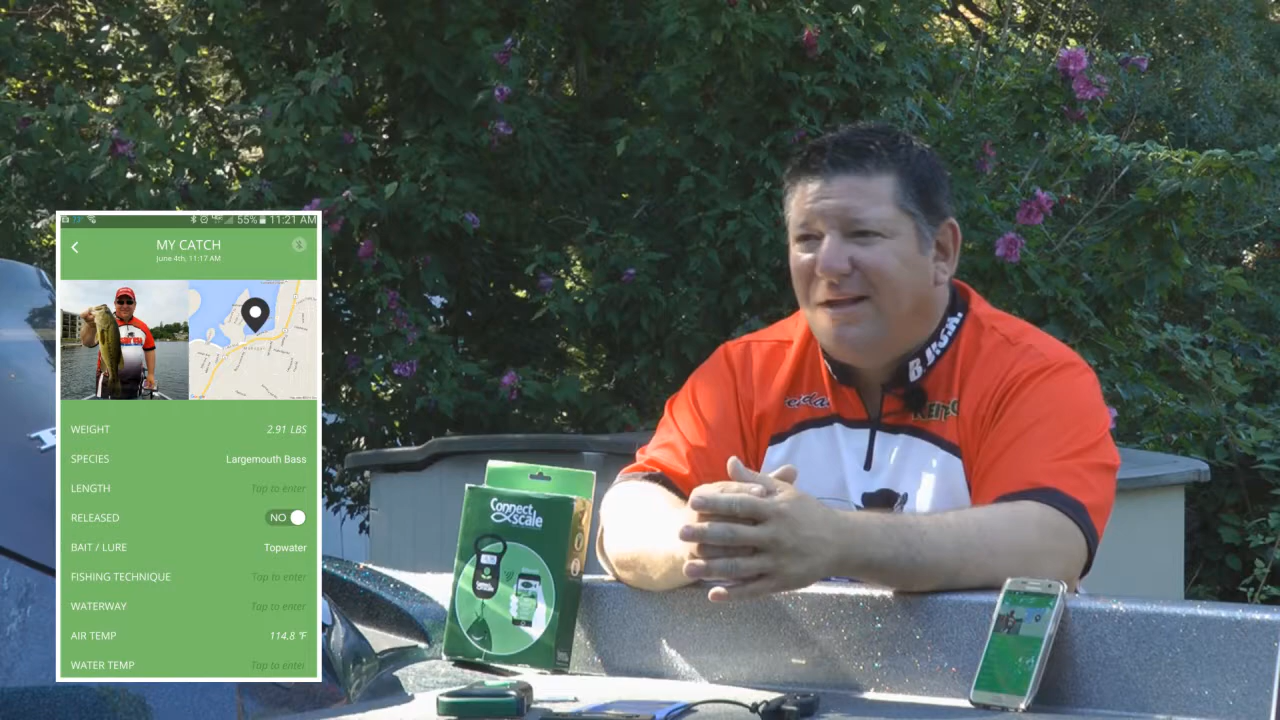 55% 11:21 AM
MY CATCH
June 4th, 11:17 AM
WEIGHT 2.91 LBS
SPECIES Largemouth Bass
LENGTH Tap to enter
RELEASED NO
BAIT / LURE Topwater
FISHING TECHNIQUE Tap to enter
WATERWAY Tap to enter
AIR TEMP 114.8 °F
WATER TEMP Tap to enter
Connect
scale